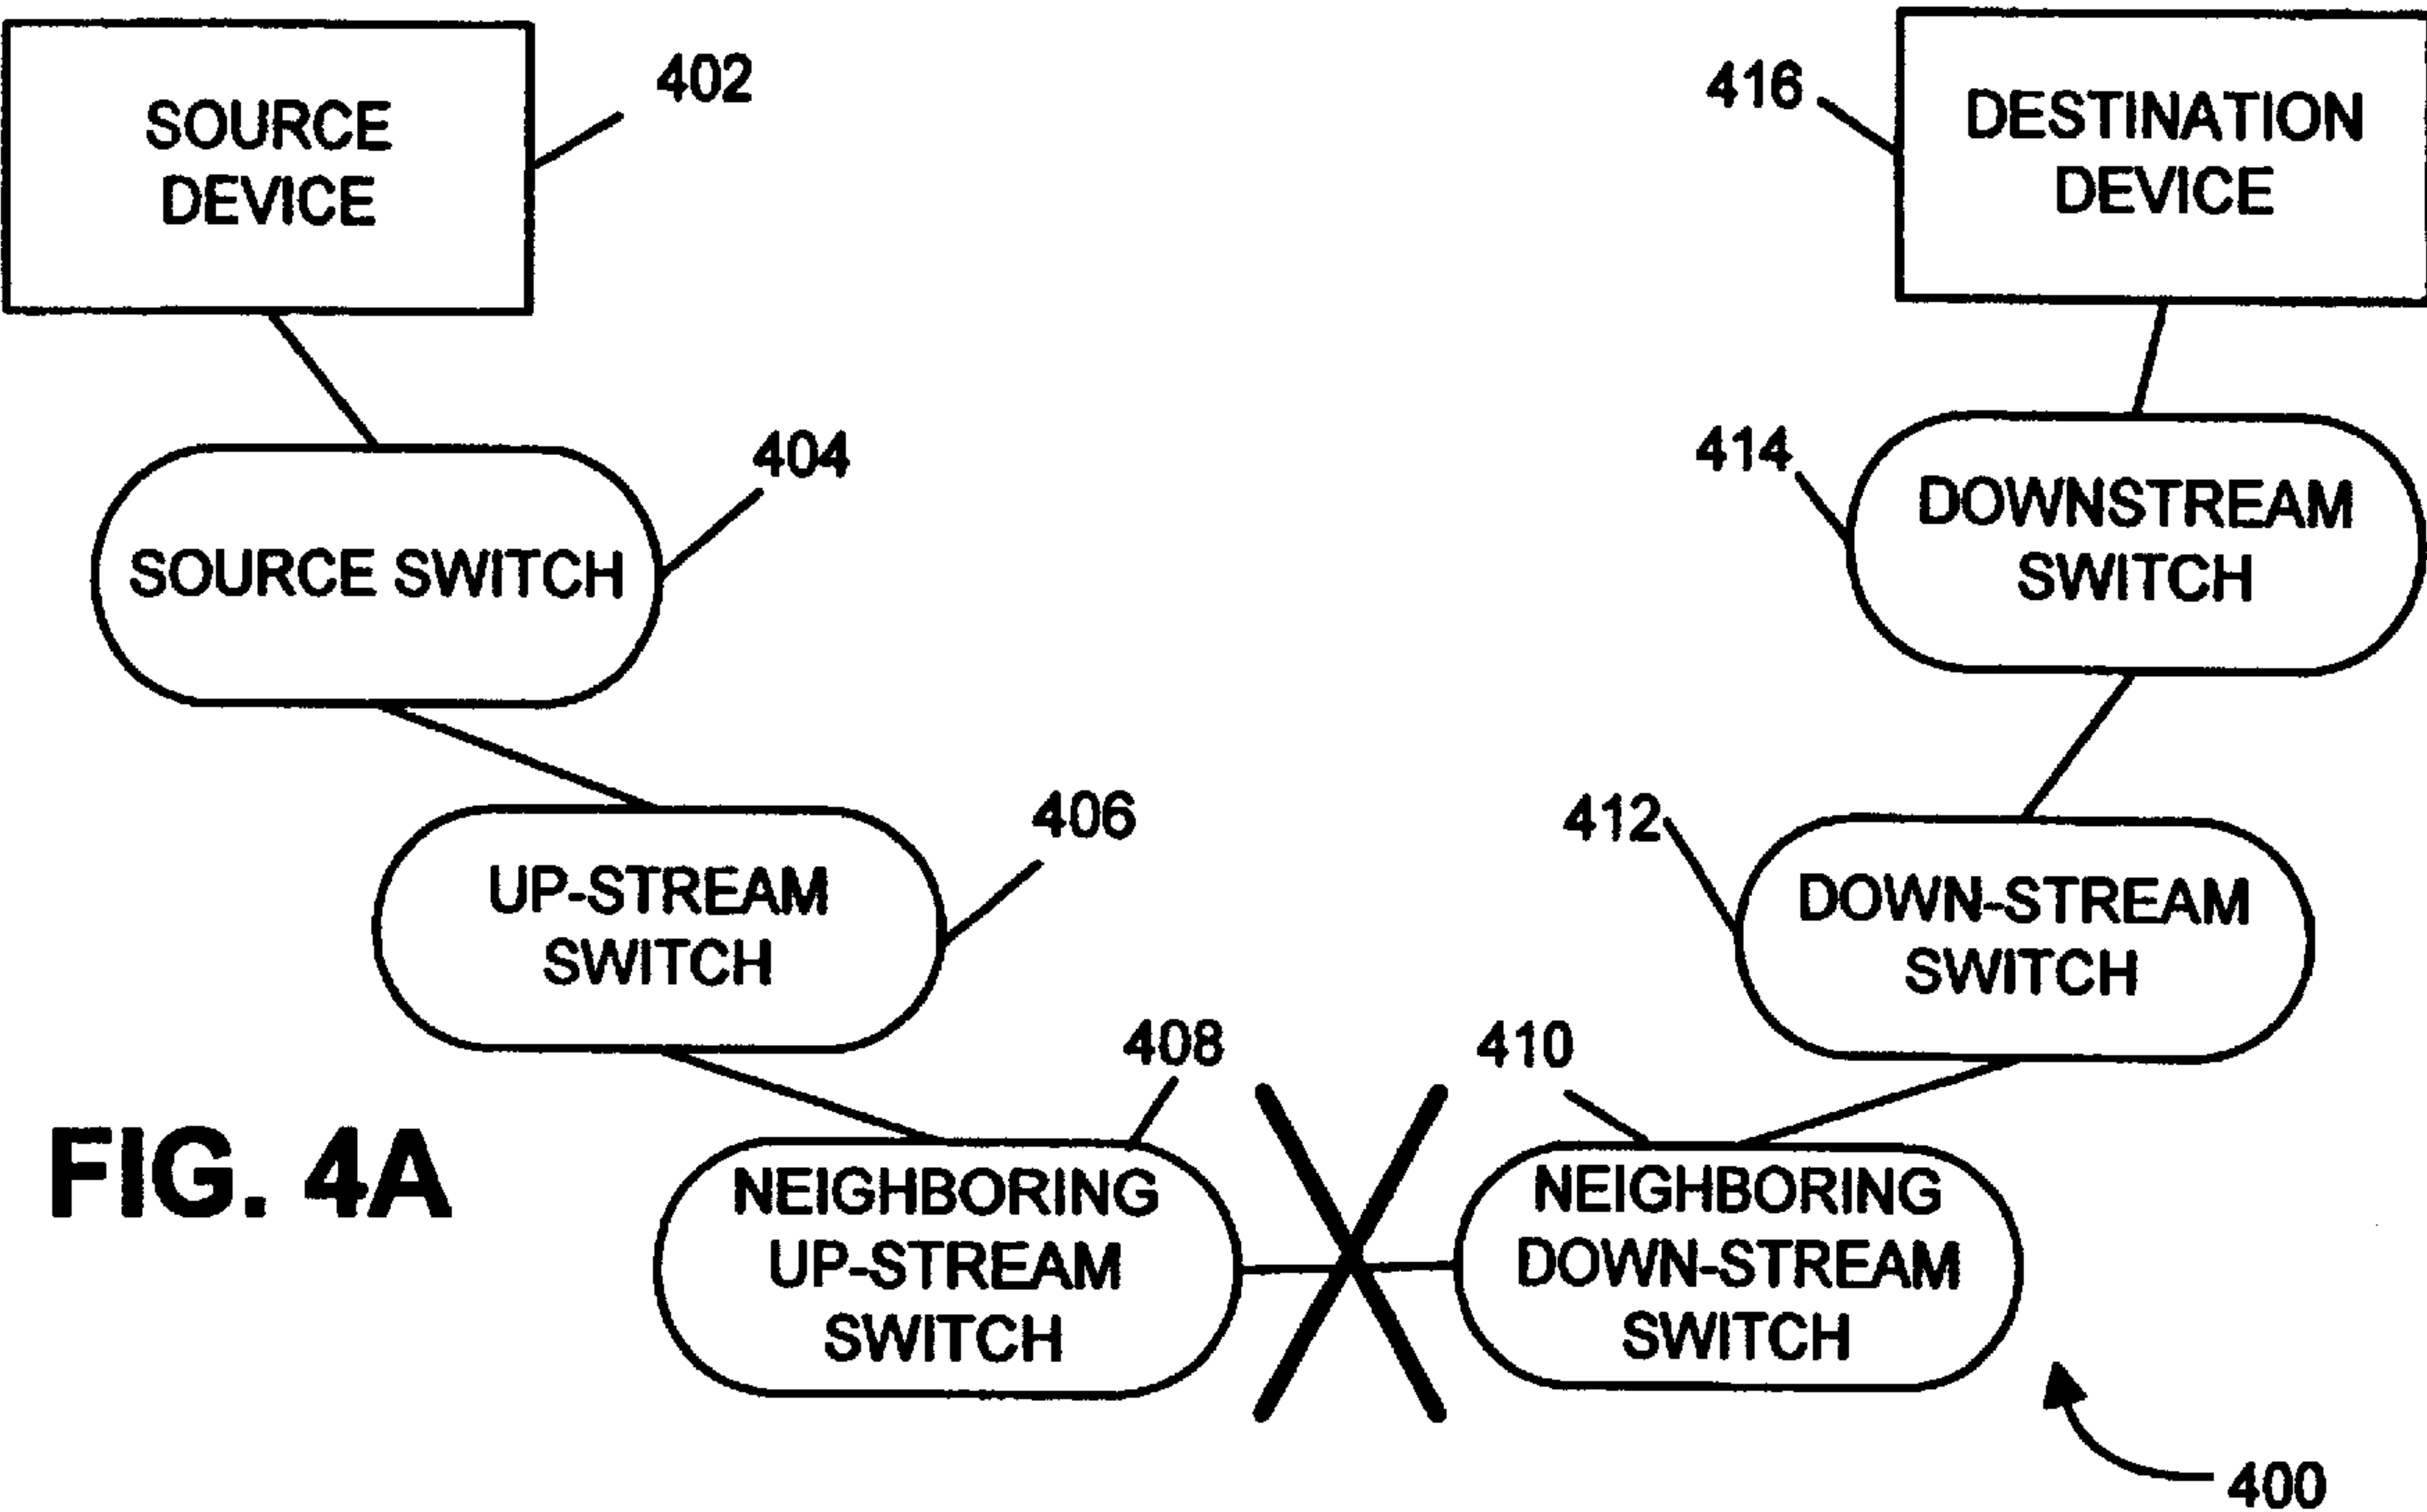 SOURCE
DEVICE
402
416
DESTINATION
DEVICE
404
SOURCE SWITCH
414
DOWNSTREAM
SWITCH
406
UP-STREAM
SWITCH
412
DOWN-STREAM
SWITCH
408
410
FIG. 4A
NEIGHBORING
UP-STREAM
SWITCH
NEIGHBORING
DOWN-STREAM
SWITCH
400